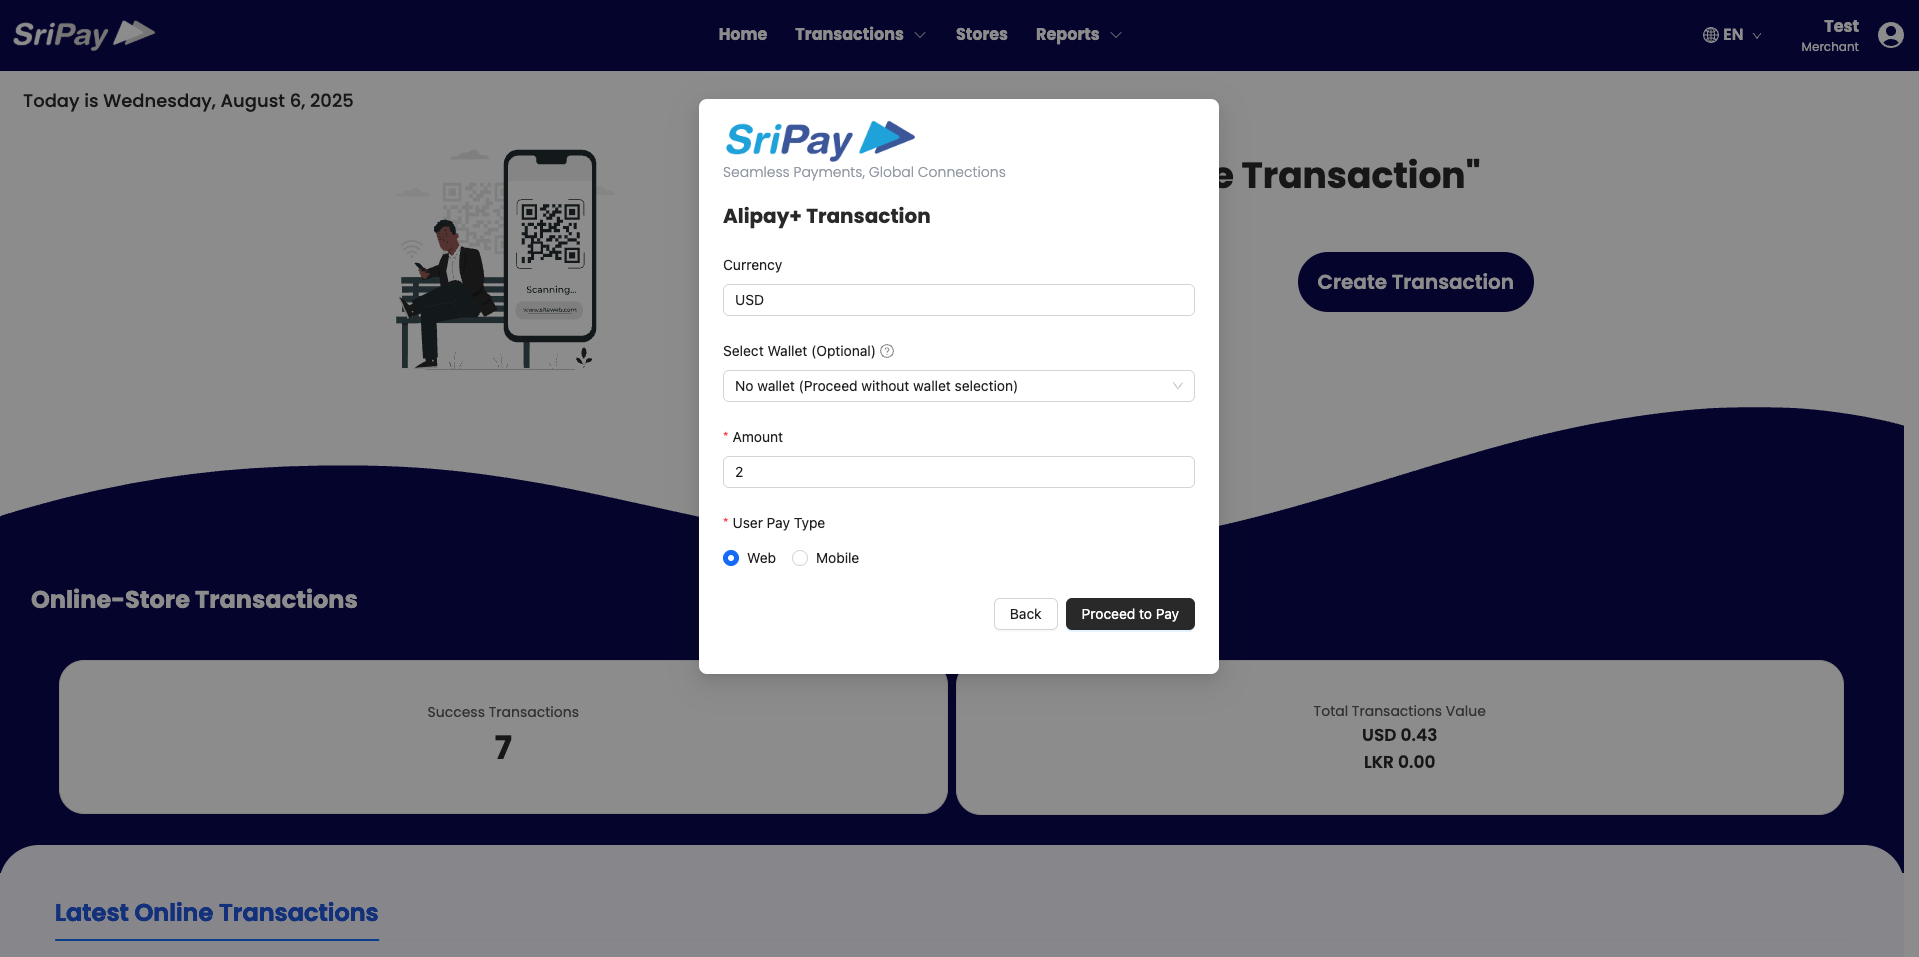 SriPay
Home
Transactions
Stores
Reports
EN
Test
Merchant
Today is Wednesday, August 6, 2025
Scanning...
www.siteweb.com
e Transaction"
Create Transaction
SriPay
Seamless Payments, Global Connections
Alipay+ Transaction
Currency
USD
Select Wallet (Optional) ?
No wallet (Proceed without wallet selection)
* Amount
2
* User Pay Type
Web
Mobile
Back
Proceed to Pay
Online-Store Transactions
Success Transactions
7
Total Transactions Value
USD 0.43
LKR 0.00
Latest Online Transactions